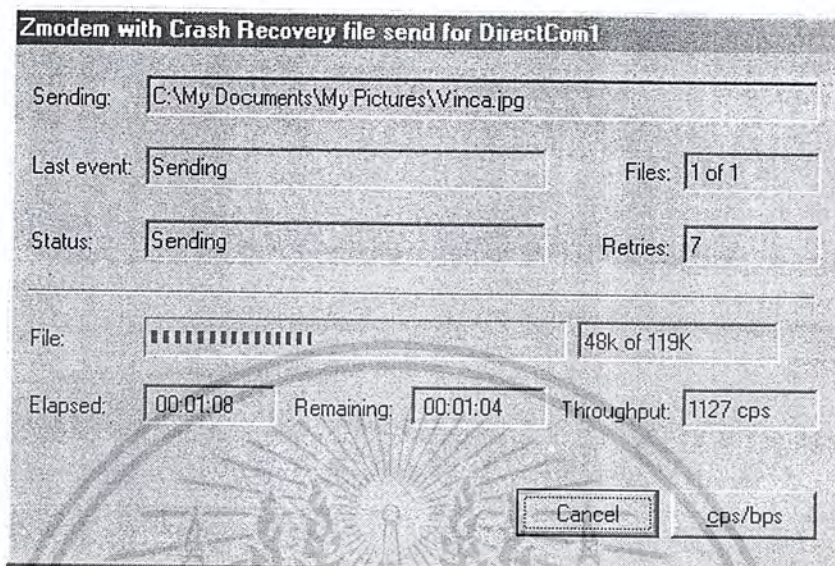 Zmodem with Crash Recovery file send for DirectCom1
Sending: C:\My Documents\My Pictures\Vinca.jpg
Last event: Sending Files: 1 of 1
Status: Sending Retries: 7
File: 48k of 119K
Elapsed: 00:01:08 Remaining: 00:01:04 Throughput: 1127 cps
Cancel cps/bps